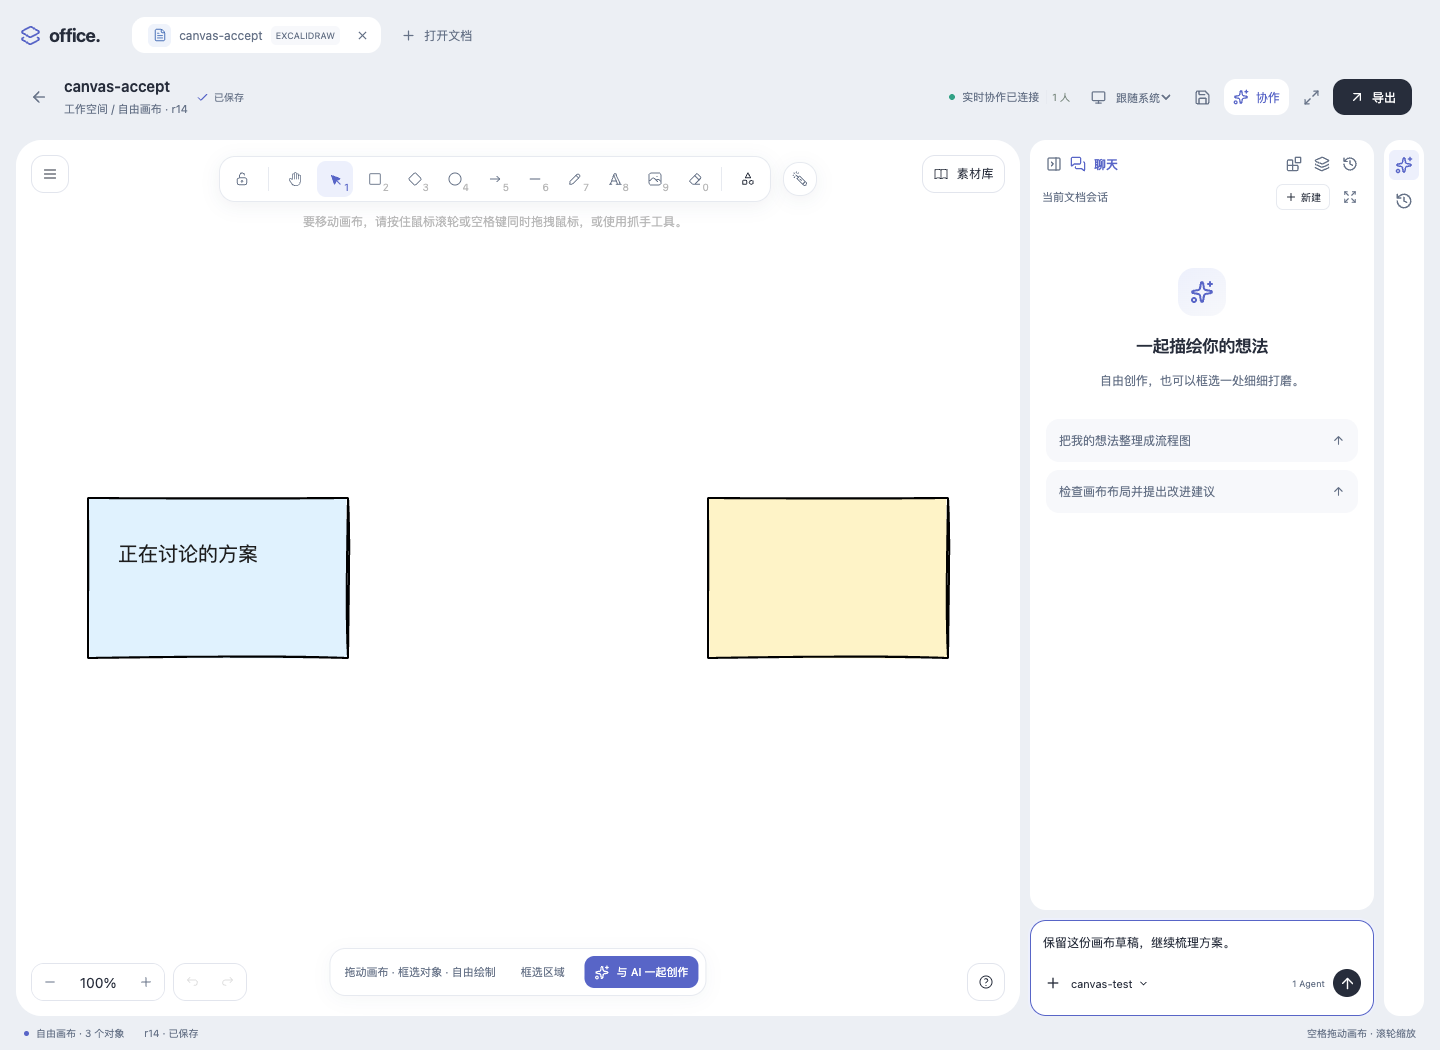 office.
canvas-accept EXCALIDRAW
打开文档
canvas-accept
工作空间 / 自由画布 · r14
已保存
实时协作已连接 1 人
跟随系统
协作
导出
1 2 3 4 5 6 7 8 9 0
素材库
要移动画布，请按住鼠标滚轮或空格键同时拖拽鼠标，或使用抓手工具。
正在讨论的方案
100%
拖动画布 · 框选对象 · 自由绘制
框选区域
与 AI 一起创作
聊天
当前文档会话
新建
一起描绘你的想法
自由创作，也可以框选一处细细打磨。
把我的想法整理成流程图
检查画布布局并提出改进建议
保留这份画布草稿，继续梳理方案。
canvas-test
1 Agent
自由画布 · 3 个对象
r14 · 已保存
空格拖动画布 · 滚轮缩放